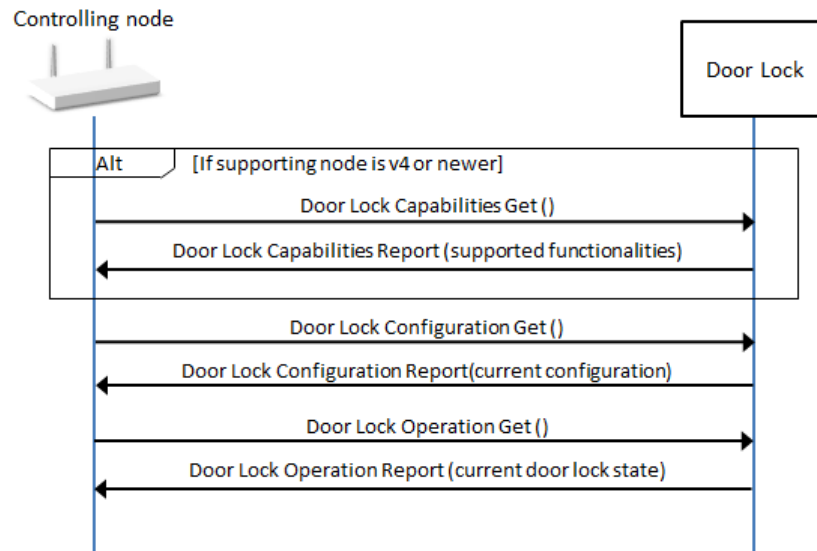 Controlling node
Door Lock
Alt [If supporting node is v4 or newer]
Door Lock Capabilities Get ()
Door Lock Capabilities Report (supported functionalities)
Door Lock Configuration Get ()
Door Lock Configuration Report(current configuration)
Door Lock Operation Get ()
Door Lock Operation Report (current door lock state)